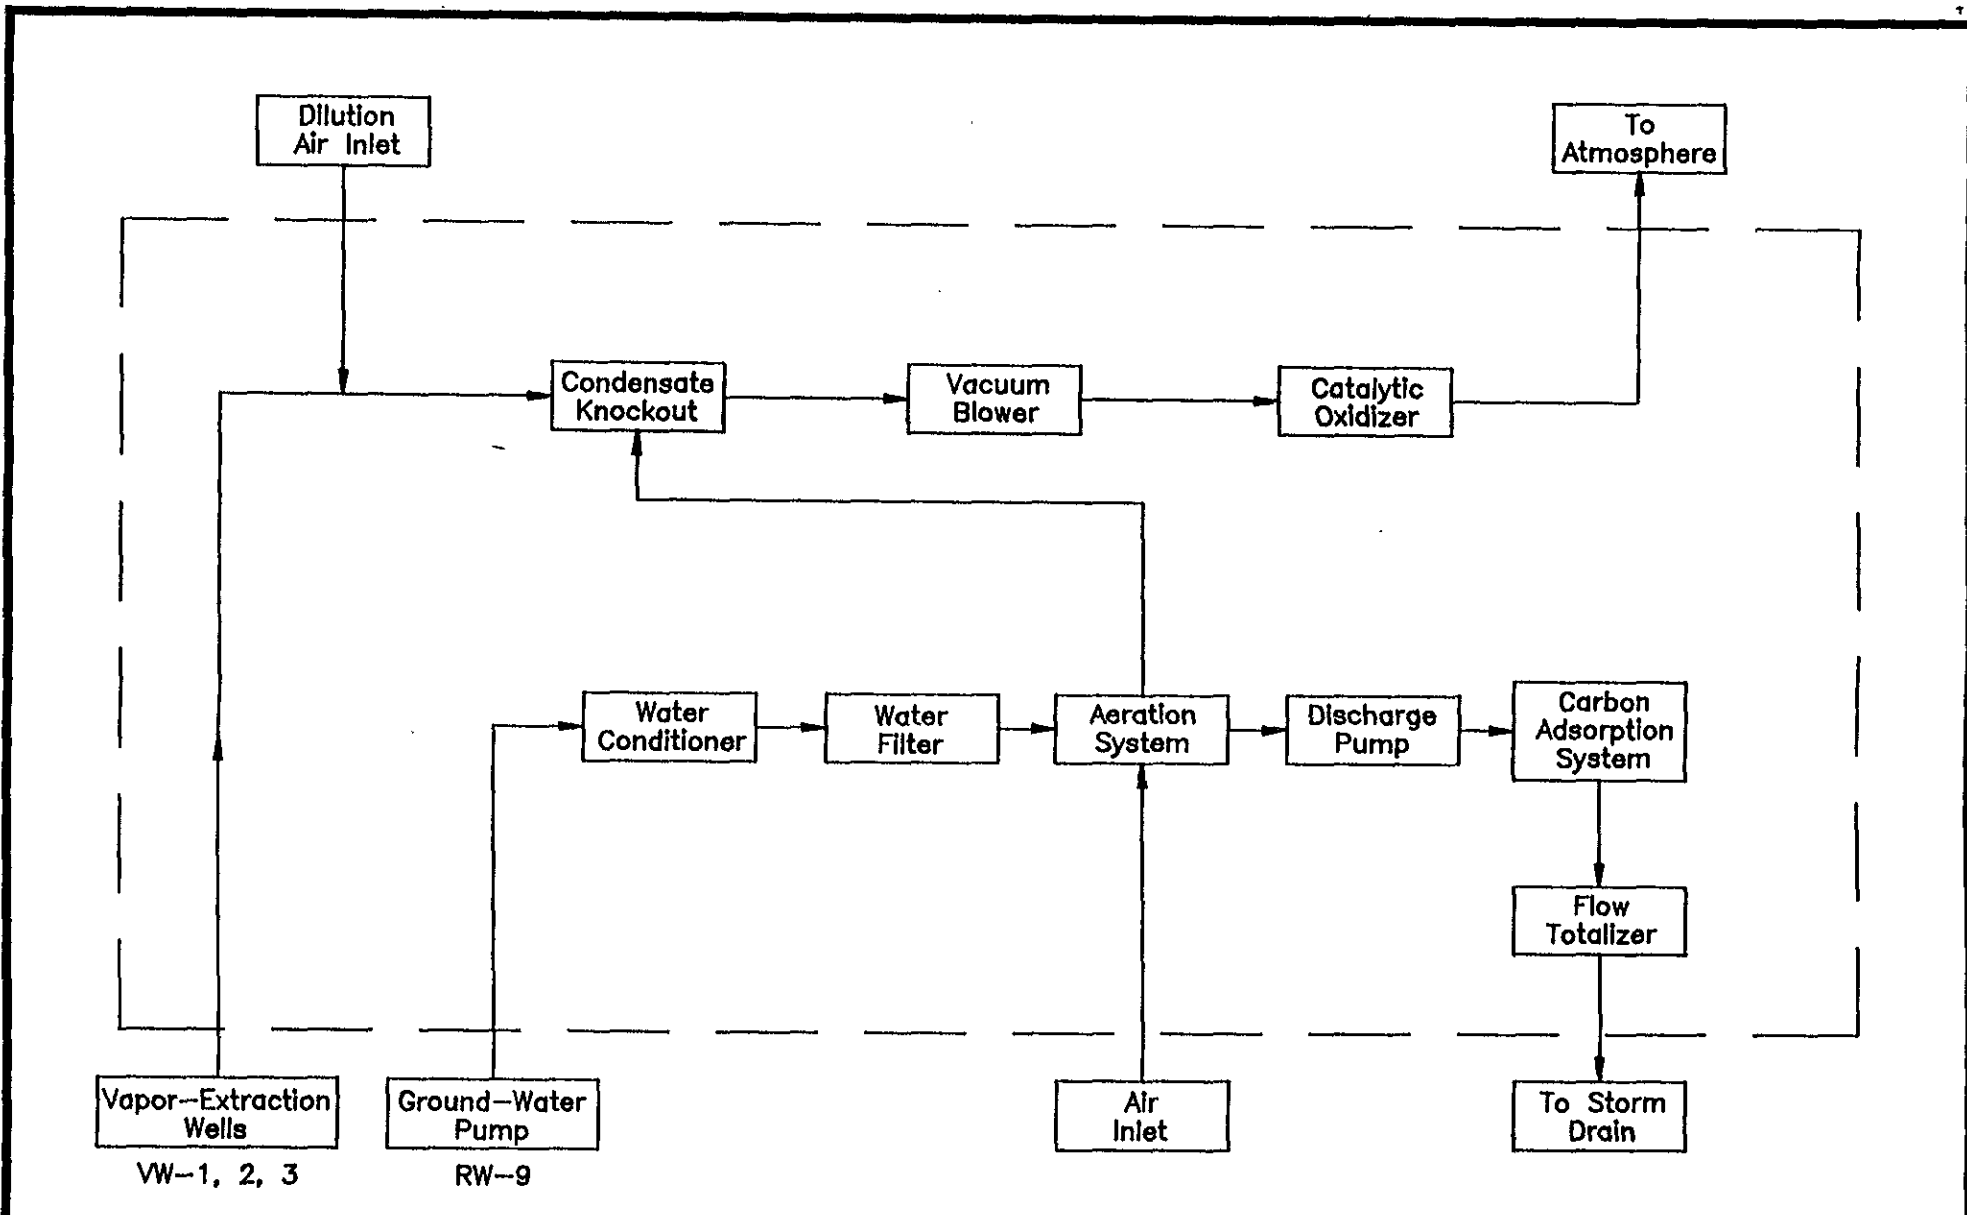 Dilution
Air Inlet
To
Atmosphere
Condensate
Knockout
Vacuum
Blower
Catalytic
Oxidizer
Water
Conditioner
Water
Filter
Aeration
System
Discharge
Pump
Carbon
Adsorption
System
Flow
Totalizer
Vapor-Extraction
Wells
VW-1, 2, 3
Ground-Water
Pump
RW-9
Air
Inlet
To Storm
Drain